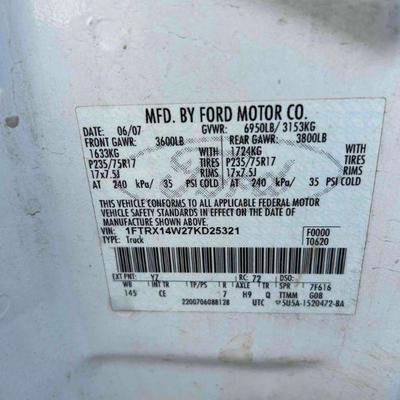 MFD. BY FORD MOTOR CO.
DATE: 06/07 GVWR: 6950LB/ 3153KG
FRONT GAWR: 3600LB REAR GAWR: 3800LB
1633KG WITH 1724KG WITH
P235/75R17 TIRES P235/75R17 TIRES
17x7.5J RIMS 17x7.5J RIMS
AT 240 kPa/ 35 PSI COLD AT 240 kPa/ 35 PSI COLD
THIS VEHICLE CONFORMS TO ALL APPLICABLE FEDERAL MOTOR
VEHICLE SAFETY STANDARDS IN EFFECT ON THE DATE OF
MANUFACTURE SHOWN ABOVE.
VIN: 1FTRX14W27KD25321 F0000
TYPE: Truck T0620
EXT PNT: YZ RC: 72 DSO:
WB INT TR TP/PS R AXLE TR SPR 7F616
145 CE 7 H9 Q TTMM G0B
2200706088128 UTC 5U5A-1520472-BA
Ford